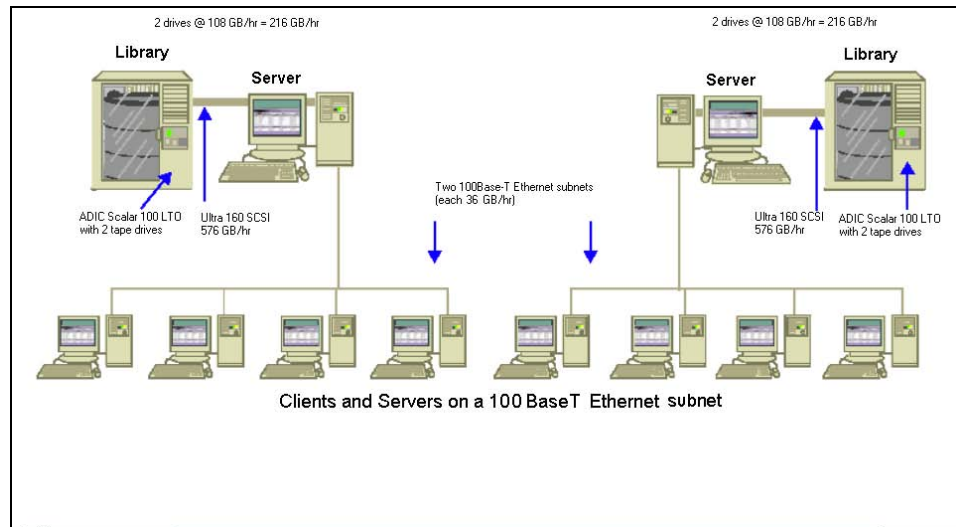 2 drives @ 108 GB/hr = 216 GB/hr
2 drives @ 108 GB/hr = 216 GB/hr
Library
Server
Server
Library
Two 100Base-T Ethernet subnets
(each 36 GB/hr)
ADIC Scalar 100 LTO
with 2 tape drives
Ultra 160 SCSI
576 GB/hr
Ultra 160 SCSI
576 GB/hr
ADIC Scalar 100 LTO
with 2 tape drives
Clients and Servers on a 100 BaseT Ethernet subnet